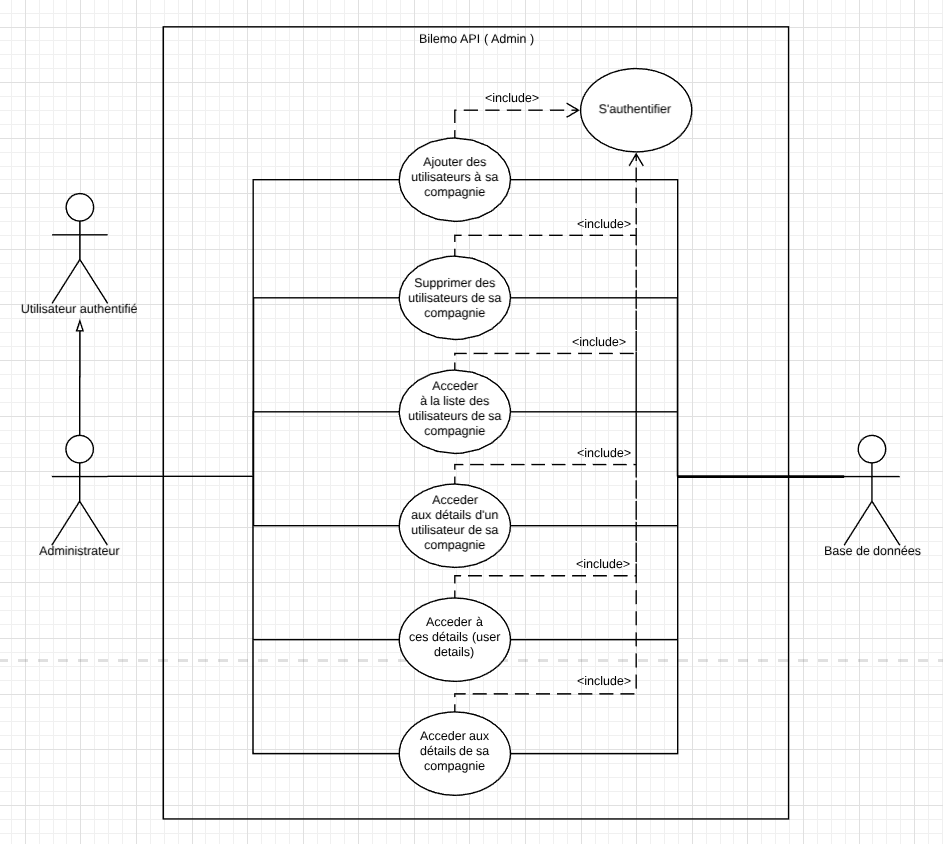 Bilemo API ( Admin )
<include>
S'authentifier
Ajouter des
utilisateurs à sa
compagnie
<include>
Supprimer des
utilisateurs de sa
compagnie
Utilisateur authentifié
<include>
Acceder
à la liste des
utilisateurs de sa
compagnie
<include>
Acceder
aux détails d'un
utilisateur de sa
compagnie
Administrateur
Base de données
<include>
Acceder à
ces détails (user
details)
<include>
Acceder aux
détails de sa
compagnie